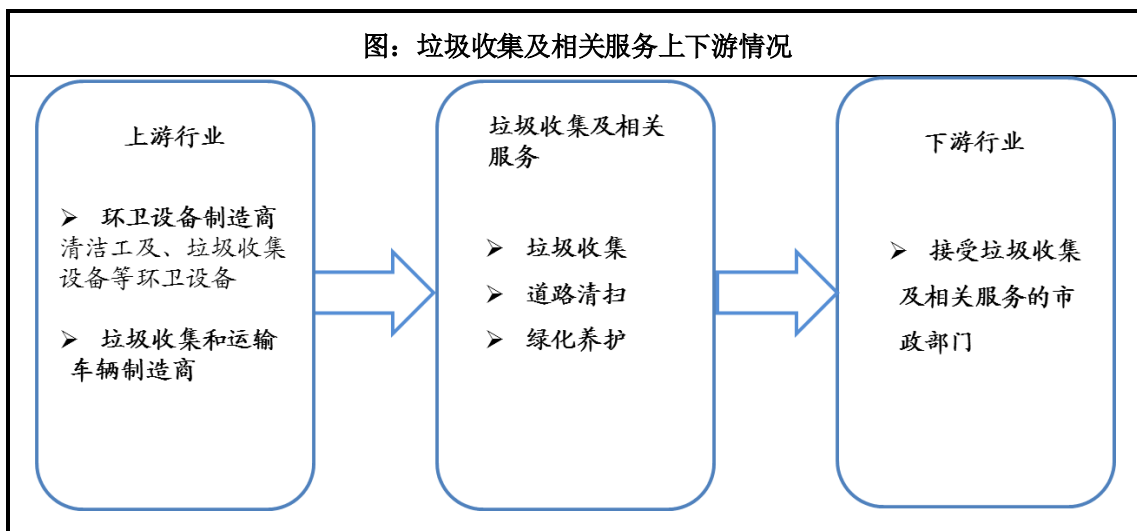 图：垃圾收集及相关服务上下游情况
上游行业
➢ 环卫设备制造商
清洁工及、垃圾收集
设备等环卫设备
➢ 垃圾收集和运输
车辆制造商
垃圾收集及相关
服务
➢ 垃圾收集
➢ 道路清扫
➢ 绿化养护
下游行业
➢ 接受垃圾收集
及相关服务的市
政部门